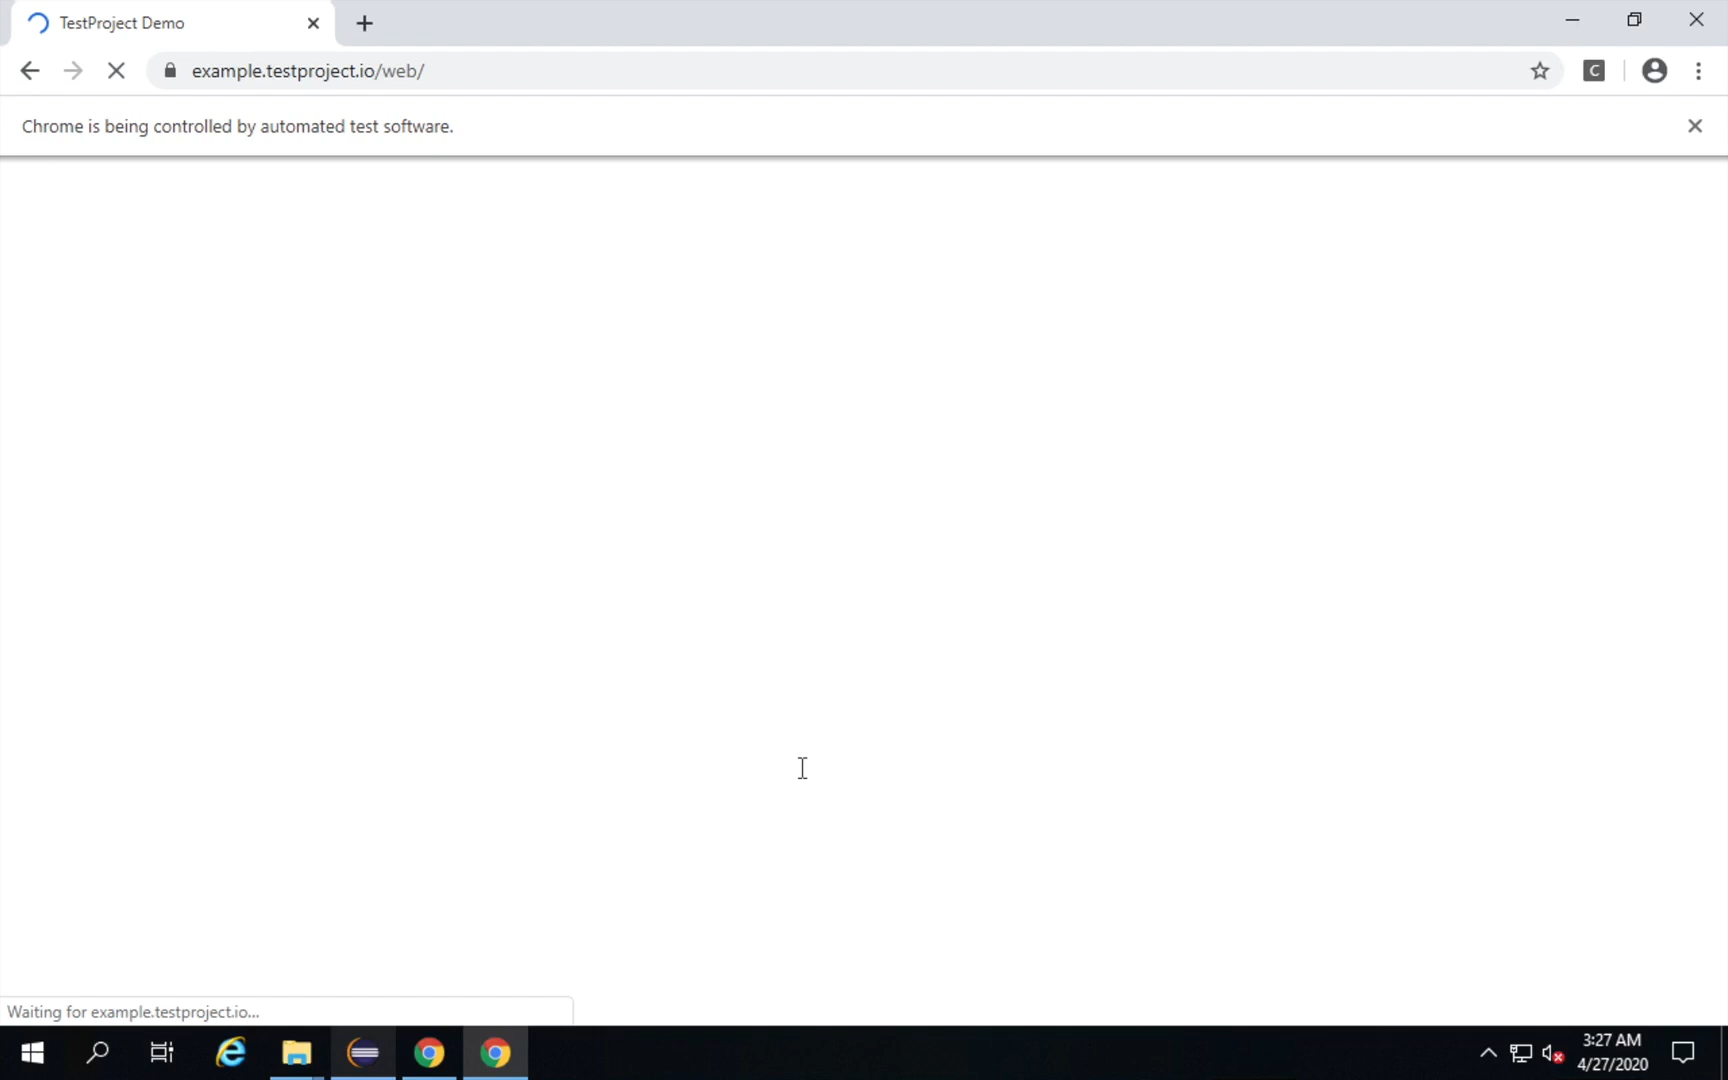 TestProject Demo
example.testproject.io/web/
C
Chrome is being controlled by automated test software.
Waiting for example.testproject.io...
3:27 AM
4/27/2020